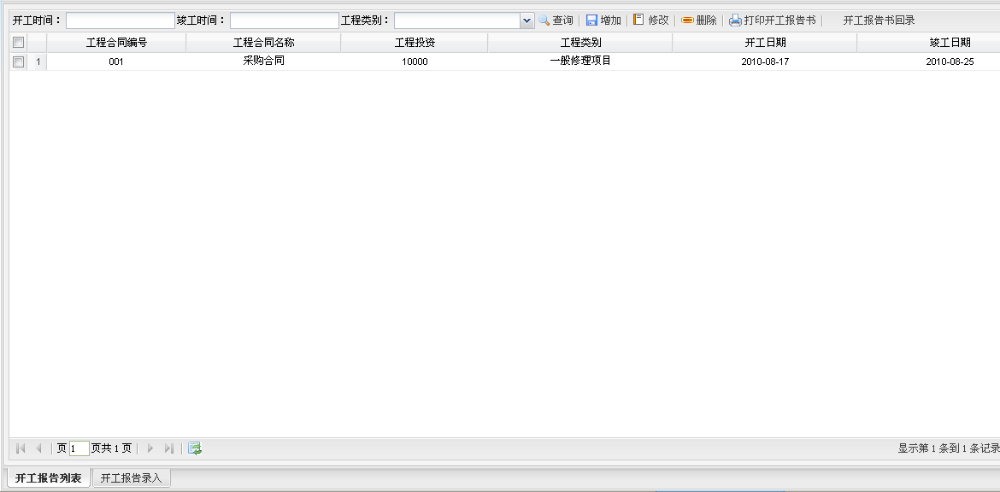 开工时间： 竣工时间： 工程类别： 查询 增加 修改 删除 打印开工报告书 开工报告书回录
工程合同编号 工程合同名称 工程投资 工程类别 开工日期 竣工日期
1 001 采购合同 10000 一般修理项目 2010-08-17 2010-08-25
页 1 页共 1 页 显示第 1 条到 1 条记录
开工报告列表 开工报告录入